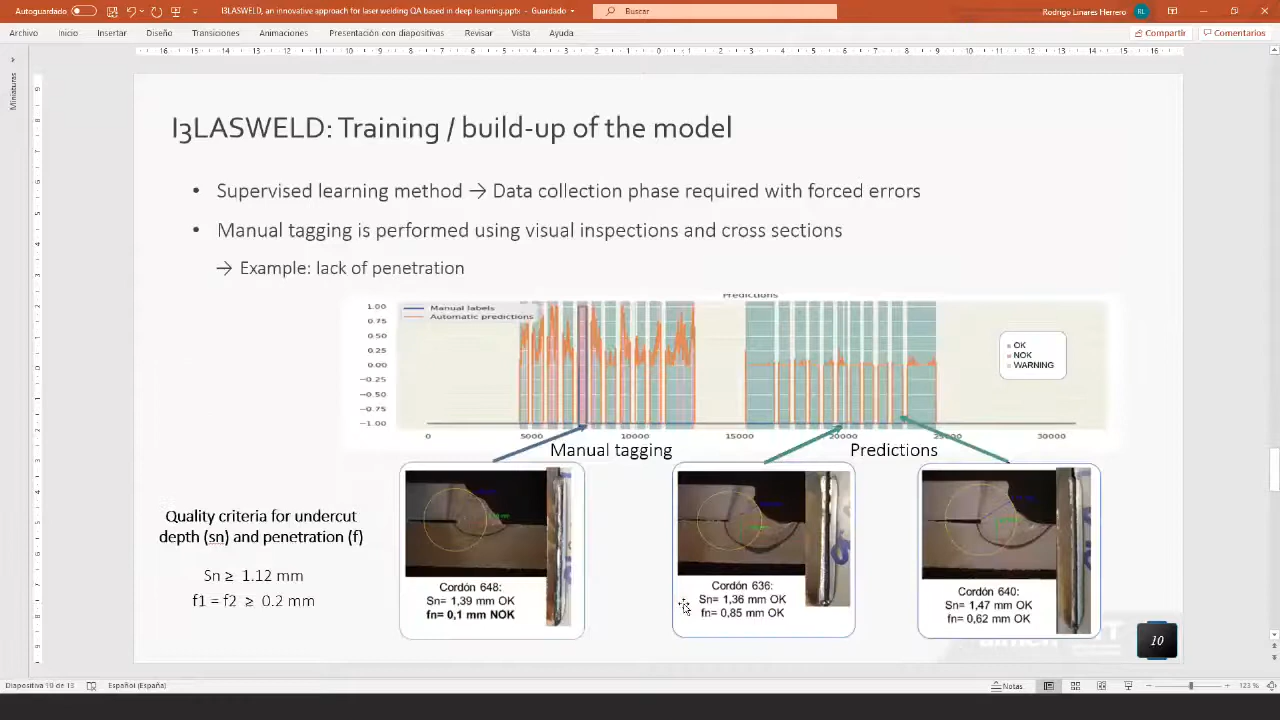 Autoguardado
I3LASWELD, an innovative approach for laser welding QA based in deep learning.pptx - Guardado
Buscar
Rodrigo Linares Herrero
RL
Archivo Inicio Insertar Diseño Transiciones Animaciones Presentación con diapositivas Revisar Vista Ayuda
Compartir
Comentarios
Miniaturas
I3LASWELD: Training / build-up of the model
• Supervised learning method → Data collection phase required with forced errors
• Manual tagging is performed using visual inspections and cross sections
→ Example: lack of penetration
Predictions
Manual labels
Automatic predictions
1.00
0.75
0.50
0.25
0.00
−0.25
−0.50
−0.75
−1.00
OK
NOK
WARNING
0 5000 10000 15000 20000 25000 30000
Manual tagging
Predictions
Quality criteria for undercut
depth (sn) and penetration (f)
Sn ≥ 1.12 mm
f1 = f2 ≥ 0.2 mm
Cordón 648:
Sn= 1,39 mm OK
fn= 0,1 mm NOK
Cordón 636:
Sn= 1,36 mm OK
fn= 0,85 mm OK
Cordón 640:
Sn= 1,47 mm OK
fn= 0,62 mm OK
10
Diapositiva 10 de 13
Español (España)
Notas
123 %